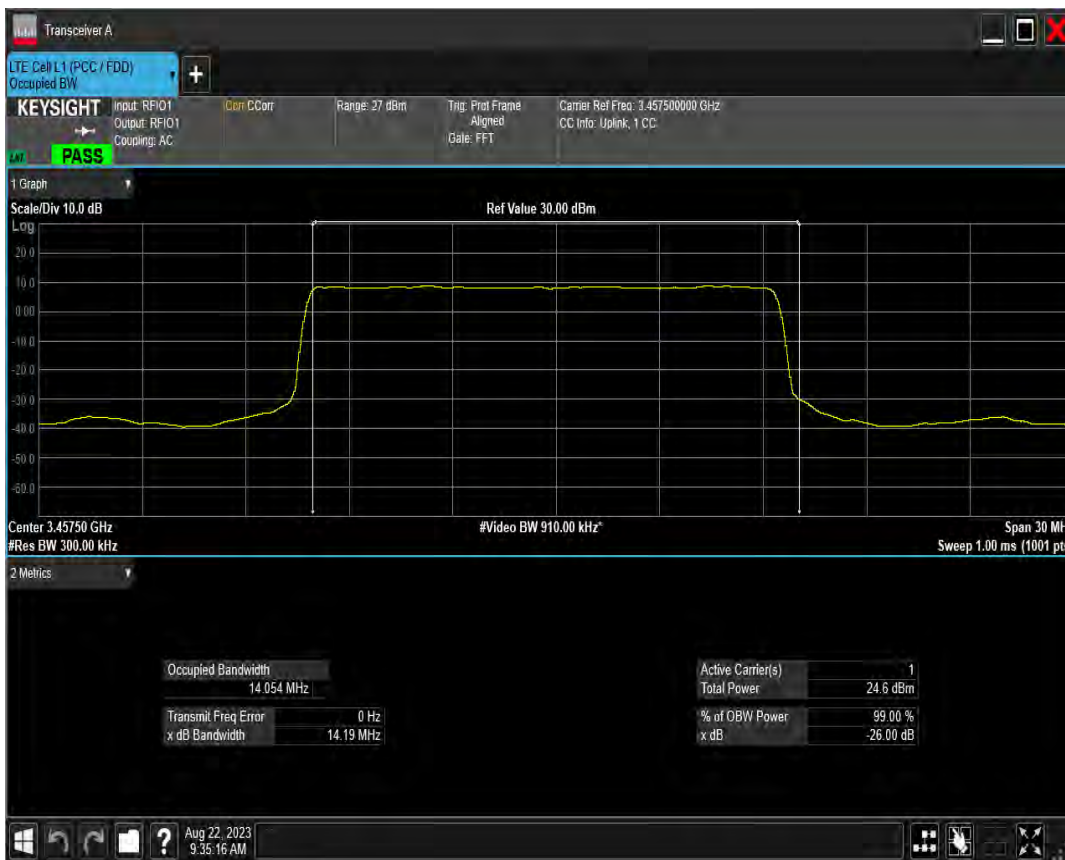 Transceiver A
LTE Cell L1 (PCC / FDD)
Occupied BW
KEYSIGHT
Input: RFIO1
Output: RFIO1
Coupling: AC
Corr CCorr
Range: 27 dBm
Trig: Prot Frame
Aligned
Gate: FFT
Carrier Ref Freq: 3.457500000 GHz
CC Info: Uplink, 1 CC
PASS
1 Graph
Scale/Div 10.0 dB
Ref Value 30.00 dBm
Log
20.0
10.0
0.00
-10.0
-20.0
-30.0
-40.0
-50.0
-60.0
Center 3.45750 GHz
#Video BW 910.00 kHz*
Span 30 MH
#Res BW 300.00 kHz
Sweep 1.00 ms (1001 pt
2 Metrics
Occupied Bandwidth
14.054 MHz
Transmit Freq Error 0 Hz
x dB Bandwidth 14.19 MHz
Active Carrier(s) 1
Total Power 24.6 dBm
% of OBW Power 99.00 %
x dB -26.00 dB
Aug 22, 2023
9:35:16 AM